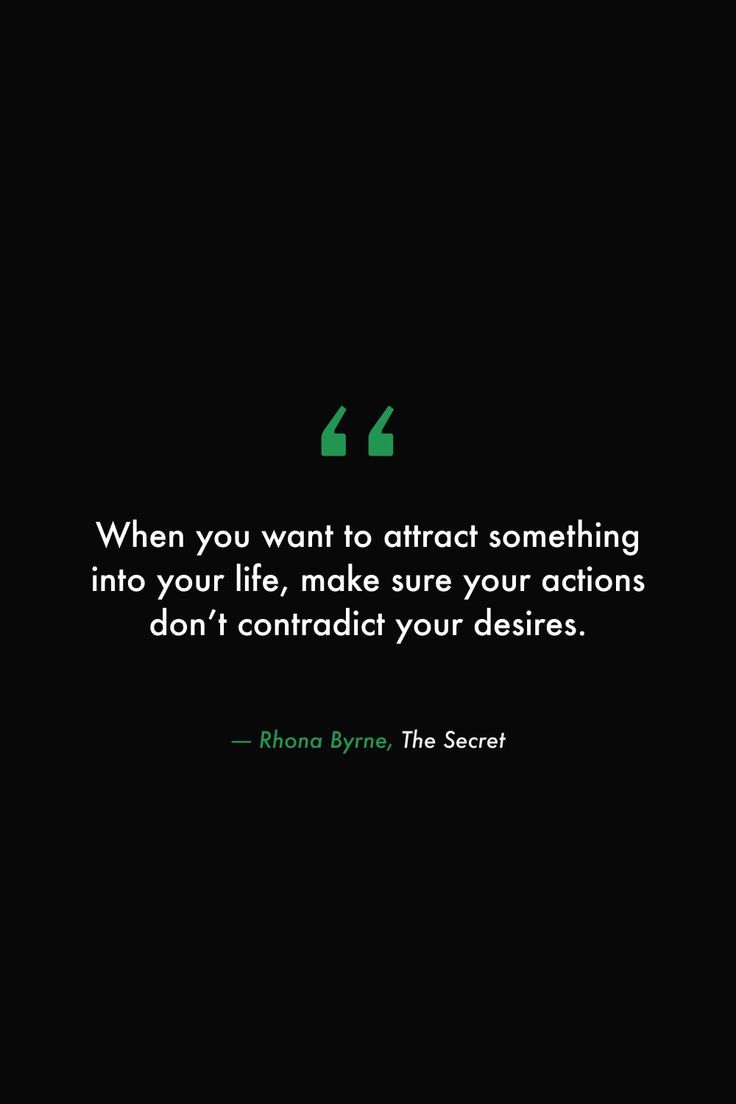 “
When you want to attract something
into your life, make sure your actions
don’t contradict your desires.
— Rhona Byrne, The Secret